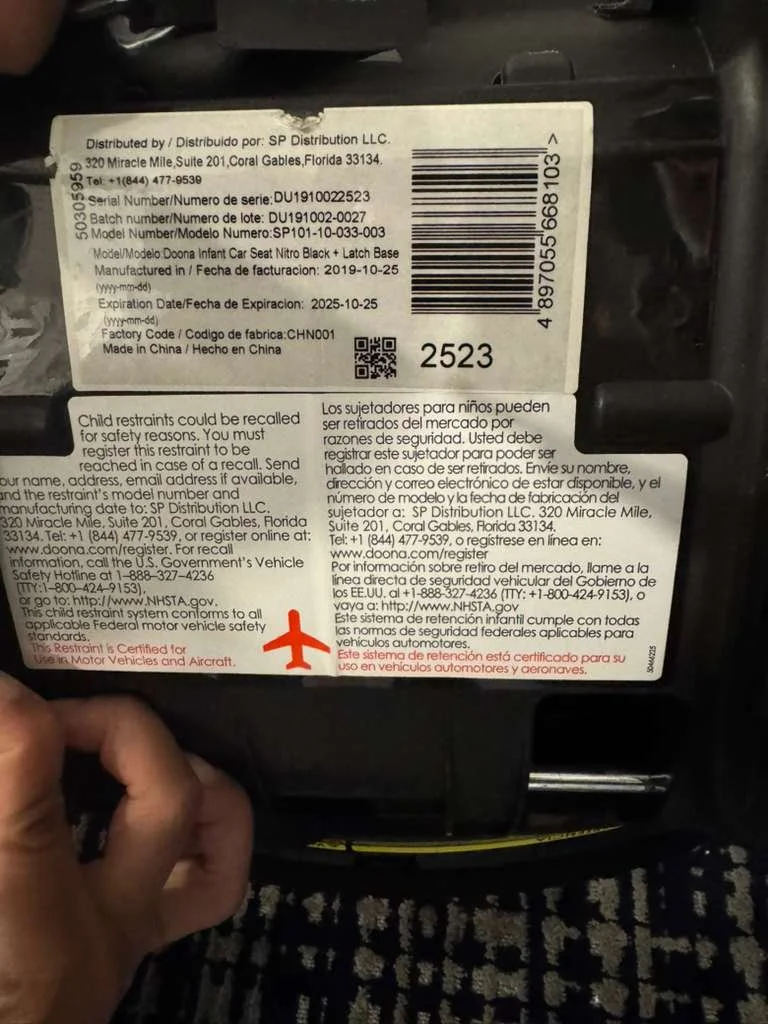 Distributed by / Distribuido por: SP Distribution LLC.
320 Miracle Mile,Suite 201,Coral Gables,Florida 33134.
Tel: +1(844) 477-9539
Serial Number/Numero de serie:DU1910022523
Batch number/Numero de lote: DU191002-0027
Model Number/Modelo Numero:SP101-10-033-003
Model/Modelo:Doona Infant Car Seat Nitro Black + Latch Base
Manufactured in / Fecha de facturacion: 2019-10-25
(yyyy-mm-dd)
Expiration Date/Fecha de Expiracion: 2025-10-25
(yyyy-mm-dd)
Factory Code / Codigo de fabrica:CHN001
Made in China / Hecho en China
50305959
4 897055 668103 >
2523
Child restraints could be recalled
for safety reasons. You must
register this restraint to be
reached in case of a recall. Send
our name, address, email address if available,
and the restraint's model number and
manufacturing date to: SP Distribution LLC.
320 Miracle Mile, Suite 201, Coral Gables, Florida
33134. Tel: +1 (844) 477-9539, or register online at:
www.doona.com/register. For recall
information, call the U.S. Government's Vehicle
Safety Hotline at 1-888-327-4236
(TTY:1-800-424-9153),
or go to: http://www.NHSTA.gov.
This child restraint system conforms to all
applicable Federal motor vehicle safety
standards.
This Restraint is Certified for
Use in Motor Vehicles and Aircraft.
Los sujetadores para niños pueden
ser retirados del mercado por
razones de seguridad. Usted debe
registrar este sujetador para poder ser
hallado en caso de ser retirados. Envíe su nombre,
dirección y correo electrónico de estar disponible, y el
número de modelo y la fecha de fabricación del
sujetador a: SP Distribution LLC. 320 Miracle Mile,
Suite 201, Coral Gables, Florida 33134.
Tel: +1 (844) 477-9539, o regístrese en línea en:
www.doona.com/register
Por información sobre retiro del mercado, llame a la
línea directa de seguridad vehicular del Gobierno de
los EE.UU. al +1-888-327-4236 (TTY: +1-800-424-9153), o
vaya a: http://www.NHSTA.gov
Este sistema de retención infantil cumple con todas
las normas de seguridad federales aplicables para
vehículos automotores.
Este sistema de retención está certificado para su
uso en vehículos automotores y aeronaves.